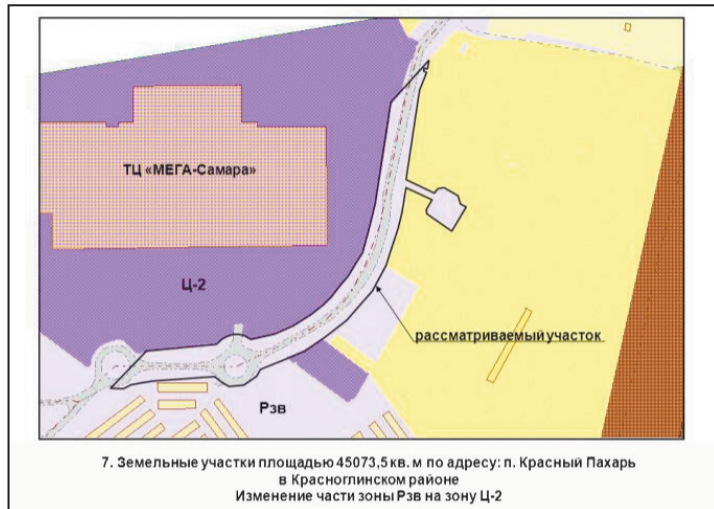 ТЦ «МЕГА-Самара»
Ц-2
рассматриваемый участок
Рзв
7. Земельные участки площадью 45073,5 кв. м по адресу: п. Красный Пахарь
в Красноглинском районе
Изменение части зоны Рзв на зону Ц-2